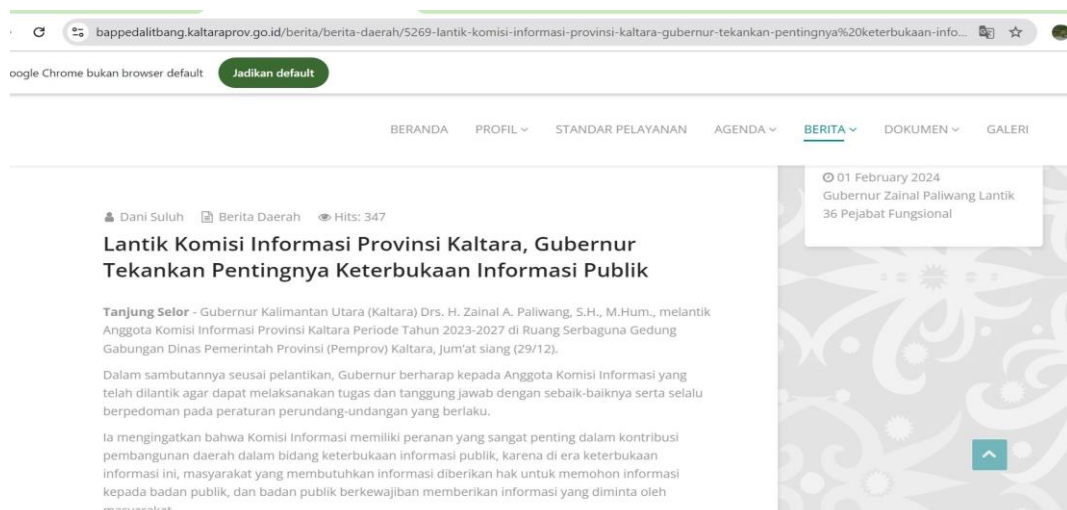 bappedalitbang.kaltaraprov.go.id/berita/berita-daerah/5269-lantik-komisi-informasi-provinsi-kaltara-gubernur-tekankan-pentingnya%20keterbukaan-info...
oogle Chrome bukan browser default Jadikan default
BERANDA PROFIL STANDAR PELAYANAN AGENDA BERITA DOKUMEN GALERI
01 February 2024
Gubernur Zainal Paliwang Lantik
36 Pejabat Fungsional
Dani Suluh Berita Daerah Hits: 347
Lantik Komisi Informasi Provinsi Kaltara, Gubernur
Tekankan Pentingnya Keterbukaan Informasi Publik
Tanjung Selor - Gubernur Kalimantan Utara (Kaltara) Drs. H. Zainal A. Paliwang, S.H., M.Hum., melantik
Anggota Komisi Informasi Provinsi Kaltara Periode Tahun 2023-2027 di Ruang Serbaguna Gedung
Gabungan Dinas Pemerintah Provinsi (Pemprov) Kaltara, Jum'at siang (29/12).
Dalam sambutannya seusai pelantikan, Gubernur berharap kepada Anggota Komisi Informasi yang
telah dilantik agar dapat melaksanakan tugas dan tanggung jawab dengan sebaik-baiknya serta selalu
berpedoman pada peraturan perundang-undangan yang berlaku.
Ia mengingatkan bahwa Komisi Informasi memiliki peranan yang sangat penting dalam kontribusi
pembangunan daerah dalam bidang keterbukaan informasi publik, karena di era keterbukaan
informasi ini, masyarakat yang membutuhkan informasi diberikan hak untuk memohon informasi
kepada badan publik, dan badan publik berkewajiban memberikan informasi yang diminta oleh
masyarakat